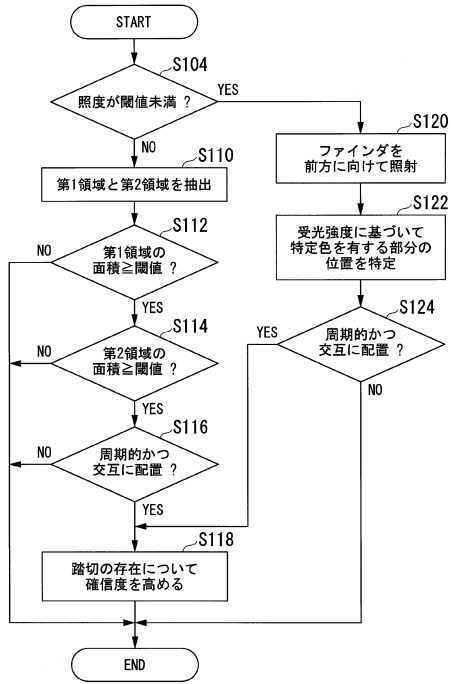 START
S104
照度が閾値未満 ?
YES
NO
S120
ファインダを
前方に向けて照射
S110
第1領域と第2領域を抽出
S122
受光強度に基づいて
特定色を有する部分の
位置を特定
S112
第1領域の
面積≧閾値 ?
NO
YES
S124
周期的かつ
交互に配置 ?
YES
NO
S114
第2領域の
面積≧閾値 ?
NO
YES
S116
周期的かつ
交互に配置 ?
NO
YES
S118
踏切の存在について
確信度を高める
END